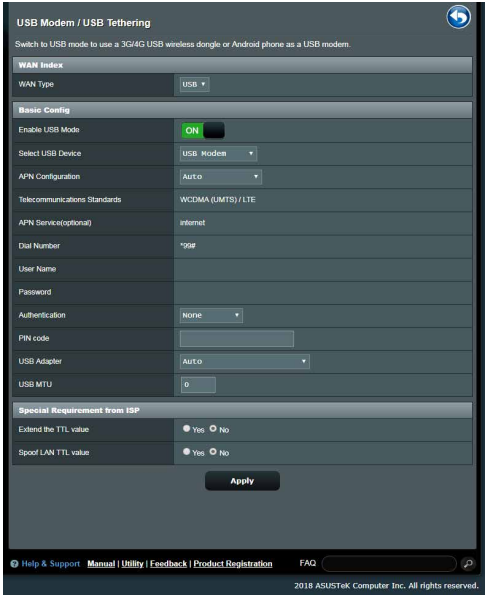 USB Modem / USB Tethering
Switch to USB mode to use a 3G/4G USB wireless dongle or Android phone as a USB modem.
WAN Index
WAN Type USB
Basic Config
Enable USB Mode ON
Select USB Device USB Modem
APN Configuration Auto
Telecommunications Standards WCDMA (UMTS) / LTE
APN Service(optional) internet
Dial Number *99#
User Name
Password
Authentication None
PIN code
USB Adapter Auto
USB MTU 0
Special Requirement from ISP
Extend the TTL value Yes No
Spoof LAN TTL value Yes No
Apply
Help & Support Manual | Utility | Feedback | Product Registration FAQ
2018 ASUSTeK Computer Inc. All rights reserved.